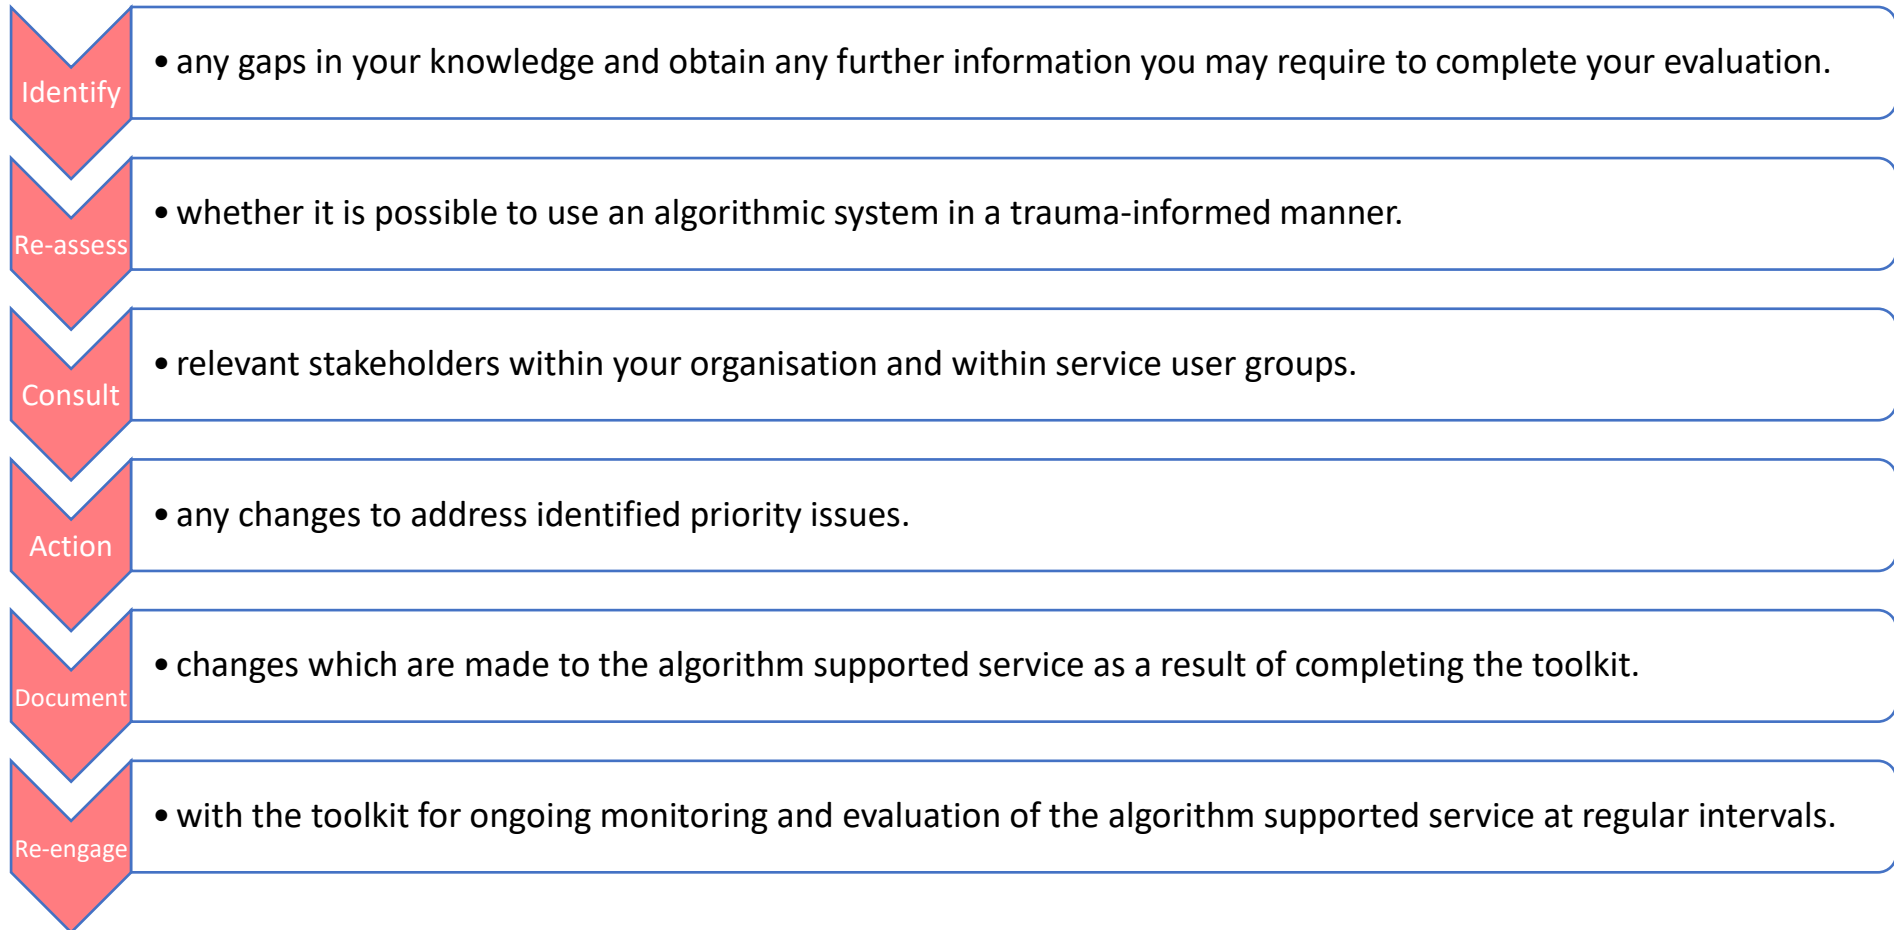 Identify
• any gaps in your knowledge and obtain any further information you may require to complete your evaluation.
Re-assess
• whether it is possible to use an algorithmic system in a trauma-informed manner.
Consult
• relevant stakeholders within your organisation and within service user groups.
Action
• any changes to address identified priority issues.
Document
• changes which are made to the algorithm supported service as a result of completing the toolkit.
Re-engage
• with the toolkit for ongoing monitoring and evaluation of the algorithm supported service at regular intervals.